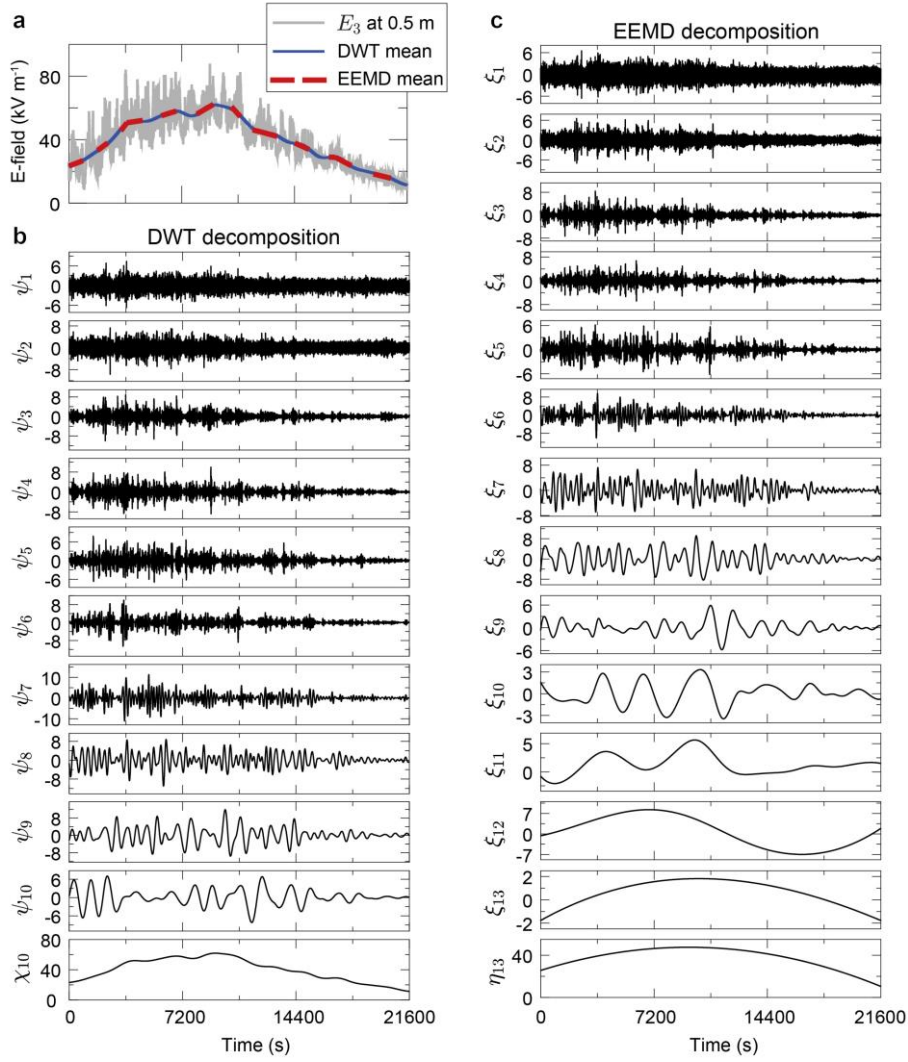 a
E₃ at 0.5 m
DWT mean
EEMD mean
E-field (kV m⁻¹)
80
40
0
b
DWT decomposition
ψ₁
6
0
-6
ψ₂
8
0
-8
ψ₃
8
0
-8
ψ₄
8
0
-8
ψ₅
6
0
-6
ψ₆
8
0
-8
ψ₇
10
0
-10
ψ₈
8
0
-8
ψ₉
8
0
-8
ψ₁₀
6
0
-6
χ₁₀
80
40
0
0 7200 14400 21600
Time (s)
c
EEMD decomposition
ξ₁
6
0
-6
ξ₂
6
0
-6
ξ₃
8
0
-8
ξ₄
8
0
-8
ξ₅
6
0
-6
ξ₆
8
0
-8
ξ₇
8
0
-8
ξ₈
8
0
-8
ξ₉
6
0
-6
ξ₁₀
3
0
-3
ξ₁₁
5
0
ξ₁₂
7
0
-7
ξ₁₃
2
0
-2
η₁₃
40
0
0 7200 14400 21600
Time (s)